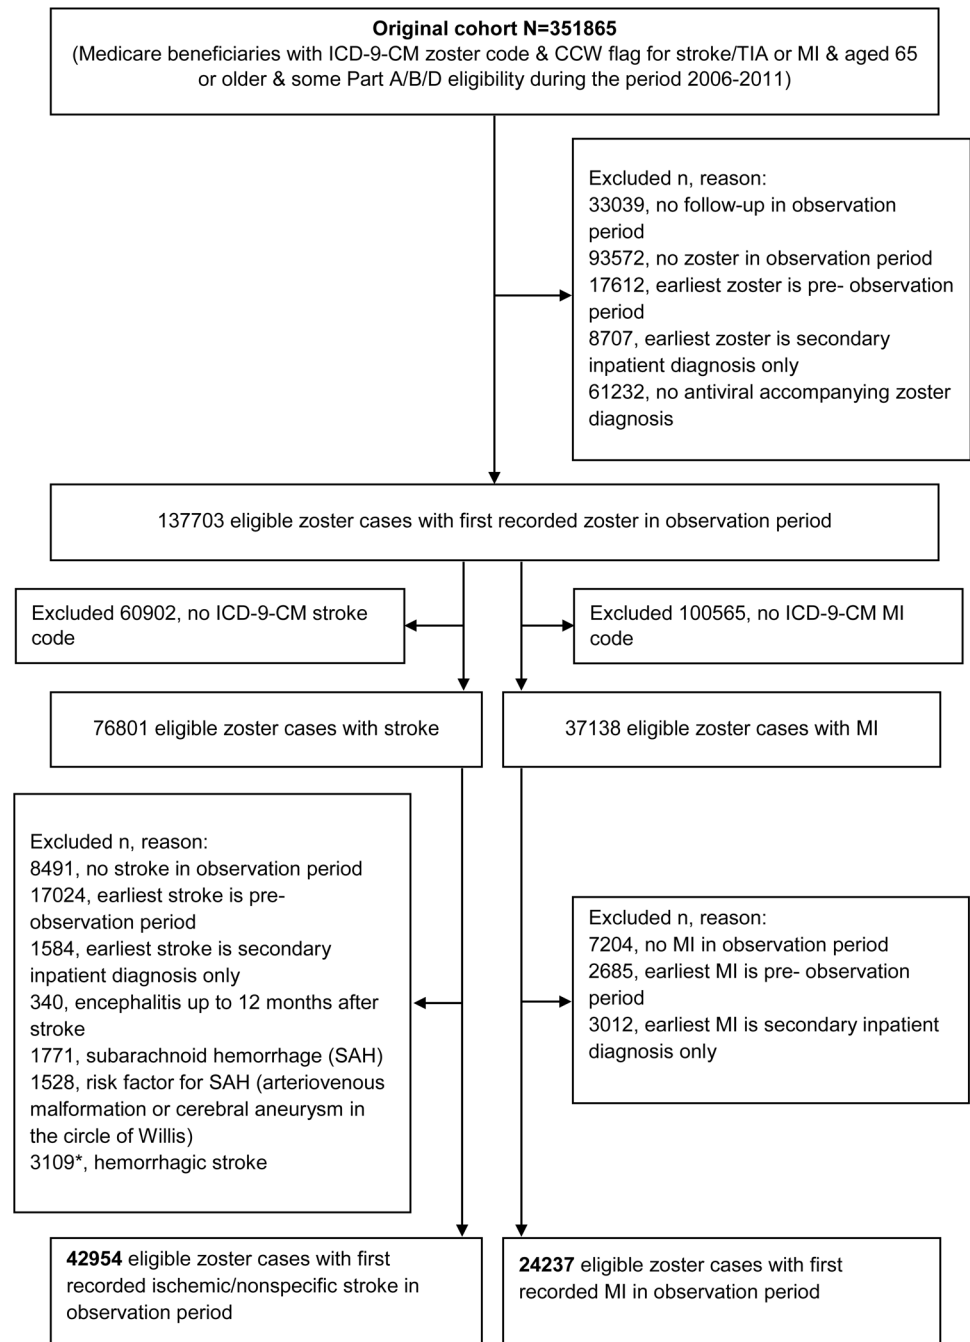 Original cohort N=351865
(Medicare beneficiaries with ICD-9-CM zoster code & CCW flag for stroke/TIA or MI & aged 65
or older & some Part A/B/D eligibility during the period 2006-2011)
Excluded n, reason:
33039, no follow-up in observation
period
93572, no zoster in observation period
17612, earliest zoster is pre- observation
period
8707, earliest zoster is secondary
inpatient diagnosis only
61232, no antiviral accompanying zoster
diagnosis
137703 eligible zoster cases with first recorded zoster in observation period
Excluded 60902, no ICD-9-CM stroke
code
Excluded 100565, no ICD-9-CM MI
code
76801 eligible zoster cases with stroke
37138 eligible zoster cases with MI
Excluded n, reason:
8491, no stroke in observation period
17024, earliest stroke is pre-
observation period
1584, earliest stroke is secondary
inpatient diagnosis only
340, encephalitis up to 12 months after
stroke
1771, subarachnoid hemorrhage (SAH)
1528, risk factor for SAH (arteriovenous
malformation or cerebral aneurysm in
the circle of Willis)
3109*, hemorrhagic stroke
Excluded n, reason:
7204, no MI in observation period
2685, earliest MI is pre- observation
period
3012, earliest MI is secondary inpatient
diagnosis only
42954 eligible zoster cases with first
recorded ischemic/nonspecific stroke in
observation period
24237 eligible zoster cases with first
recorded MI in observation period